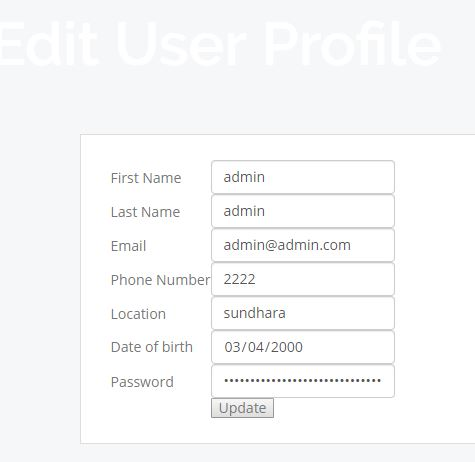 Edit User Profile
First Name admin
Last Name admin
Email admin@admin.com
Phone Number 2222
Location sundhara
Date of birth 03/04/2000
Password ••••••••••••••••••••••••••••••
Update